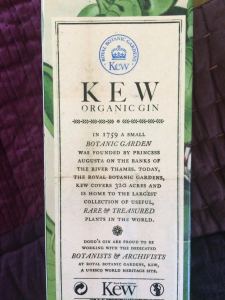 ROYAL BOTANIC GARDENS
Kew
KEW
ORGANIC GIN
IN 1759 A SMALL
BOTANIC GARDEN
WAS FOUNDED BY PRINCESS
AUGUSTA ON THE BANKS OF
THE RIVER THAMES. TODAY,
THE ROYAL BOTANIC GARDENS,
KEW COVERS 320 ACRES AND
IS HOME TO THE LARGEST
COLLECTION OF USEFUL,
RARE & TREASURED
PLANTS IN THE WORLD.
DODD'S GIN ARE PROUD TO BE
WORKING WITH THE DEDICATED
BOTANISTS & ARCHIVISTS
AT ROYAL BOTANIC GARDENS, KEW,
A UNESCO WORLD HERITAGE SITE.
Kew